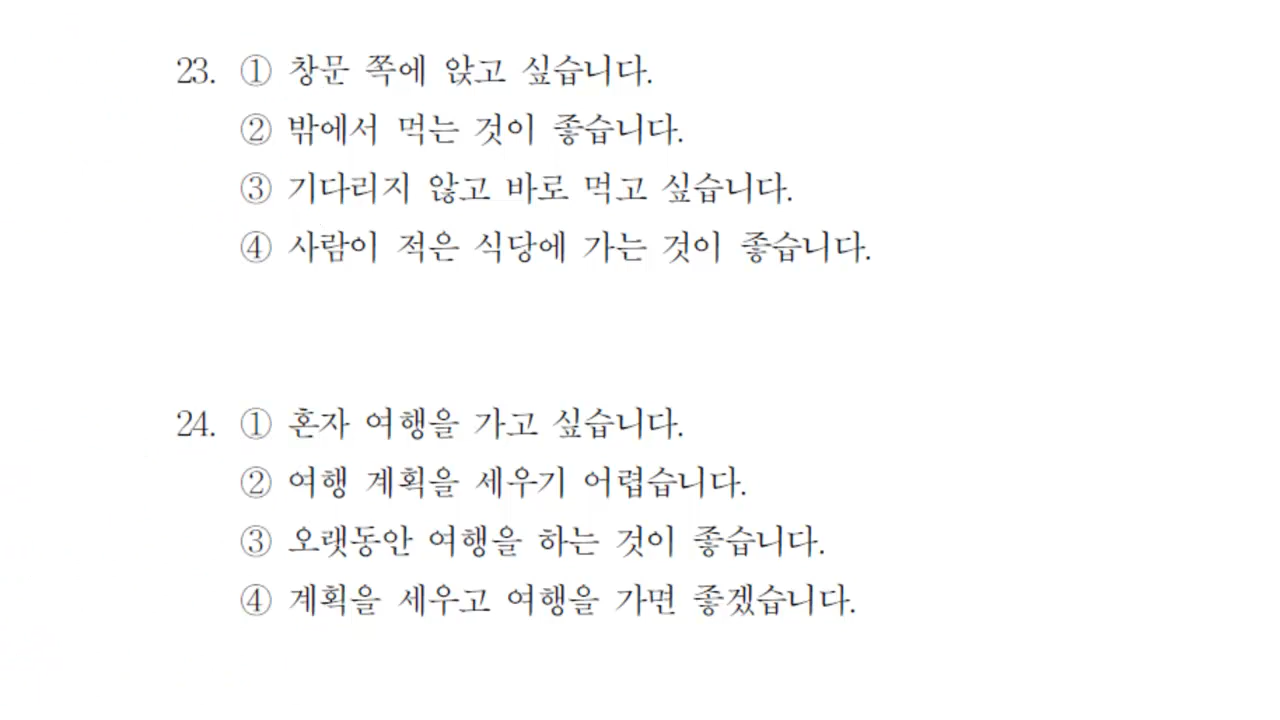 23. ① 창문 쪽에 앉고 싶습니다.
② 밖에서 먹는 것이 좋습니다.
③ 기다리지 않고 바로 먹고 싶습니다.
④ 사람이 적은 식당에 가는 것이 좋습니다.
24. ① 혼자 여행을 가고 싶습니다.
② 여행 계획을 세우기 어렵습니다.
③ 오랫동안 여행을 하는 것이 좋습니다.
④ 계획을 세우고 여행을 가면 좋겠습니다.